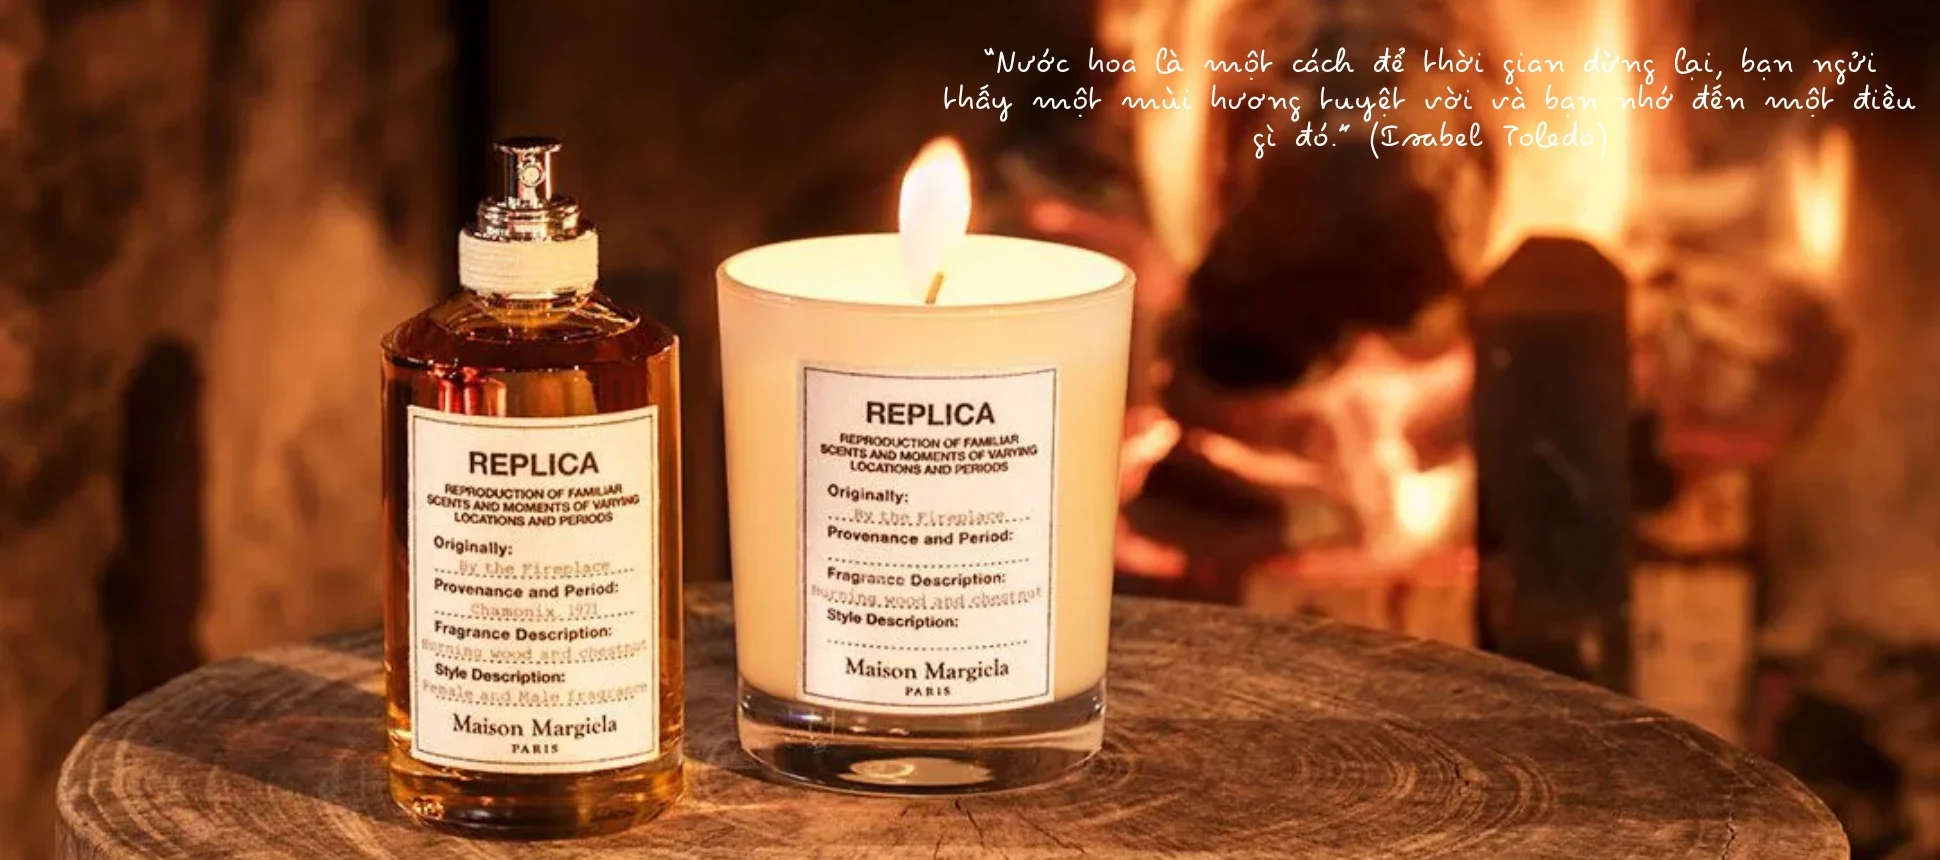 “Nước hoa là một cách để thời gian dừng lại, bạn ngửi
thấy một mùi hương tuyệt vời và bạn nhớ đến một điều
gì đó.” (Isabel Toledo)
REPLICA
REPRODUCTION OF FAMILIAR
SCENTS AND MOMENTS OF VARYING
LOCATIONS AND PERIODS
Originally:
By the Fireplace
Provenance and Period:
Chamonix, 1971
Fragrance Description:
Burning wood and chestnut
Style Description:
Female and Male fragrance
Maison Margiela
PARIS
REPLICA
REPRODUCTION OF FAMILIAR
SCENTS AND MOMENTS OF VARYING
LOCATIONS AND PERIODS
Originally:
By the Fireplace
Provenance and Period:
Fragrance Description:
Burning wood and chestnut
Style Description:
Maison Margiela
PARIS